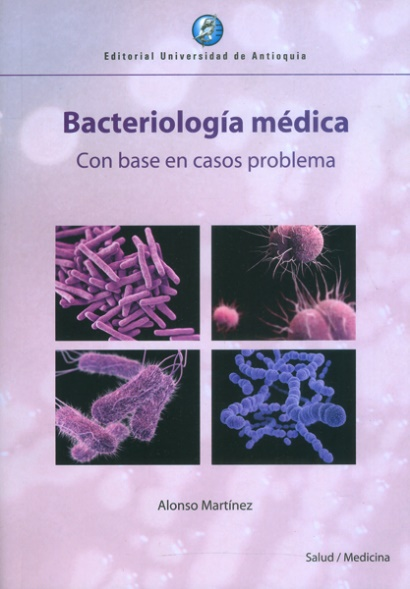 Editorial Universidad de Antioquia
Bacteriología médica
Con base en casos problema
Alonso Martínez
Salud / Medicina